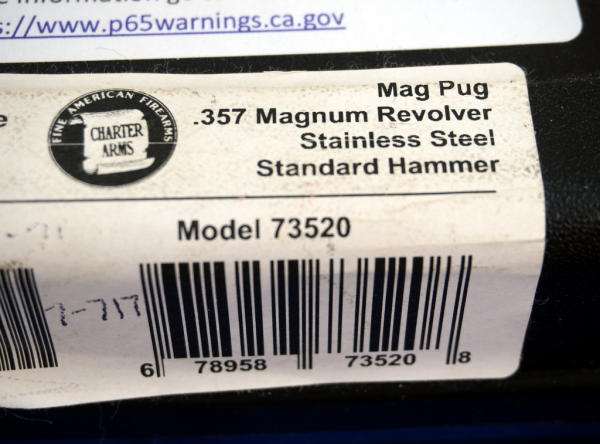 s://www.p65warnings.ca.gov
e
FINE AMERICAN FIREARMS
CHARTER
ARMS
Mag Pug
.357 Magnum Revolver
Stainless Steel
Standard Hammer
Model 73520
6 78958 73520 8